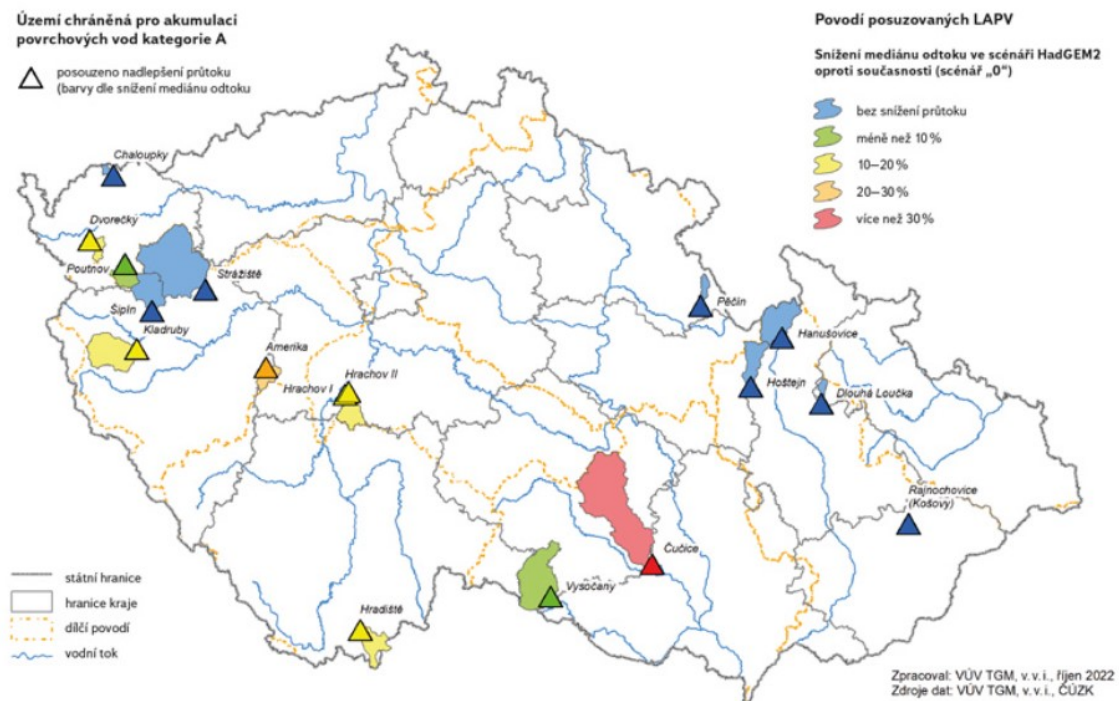 Území chráněná pro akumulaci
povrchových vod kategorie A
posouzeno nadlepšení průtoku
(barvy dle snížení mediánu odtoku
Povodí posuzovaných LAPV
Snížení mediánu odtoku ve scénáři HadGEM2
oproti současnosti (scénář „0“)
bez snížení průtoku
méně než 10 %
10–20 %
20–30 %
více než 30 %
Chaloupky
Dvorečky
Poutnov
Strážiště
Šipín
Kladruby
Amerika
Hrachov I
Hrachov II
Pěčín
Hanušovice
Hoštejn
Dlouhá Loučka
Rajnochovice
(Košovy)
Čučice
Vysočany
Hradiště
státní hranice
hranice kraje
dílčí povodí
vodní tok
Zpracoval: VÚV TGM, v. v. i., říjen 2022
Zdroje dat: VÚV TGM, v. v. i., ČÚZK